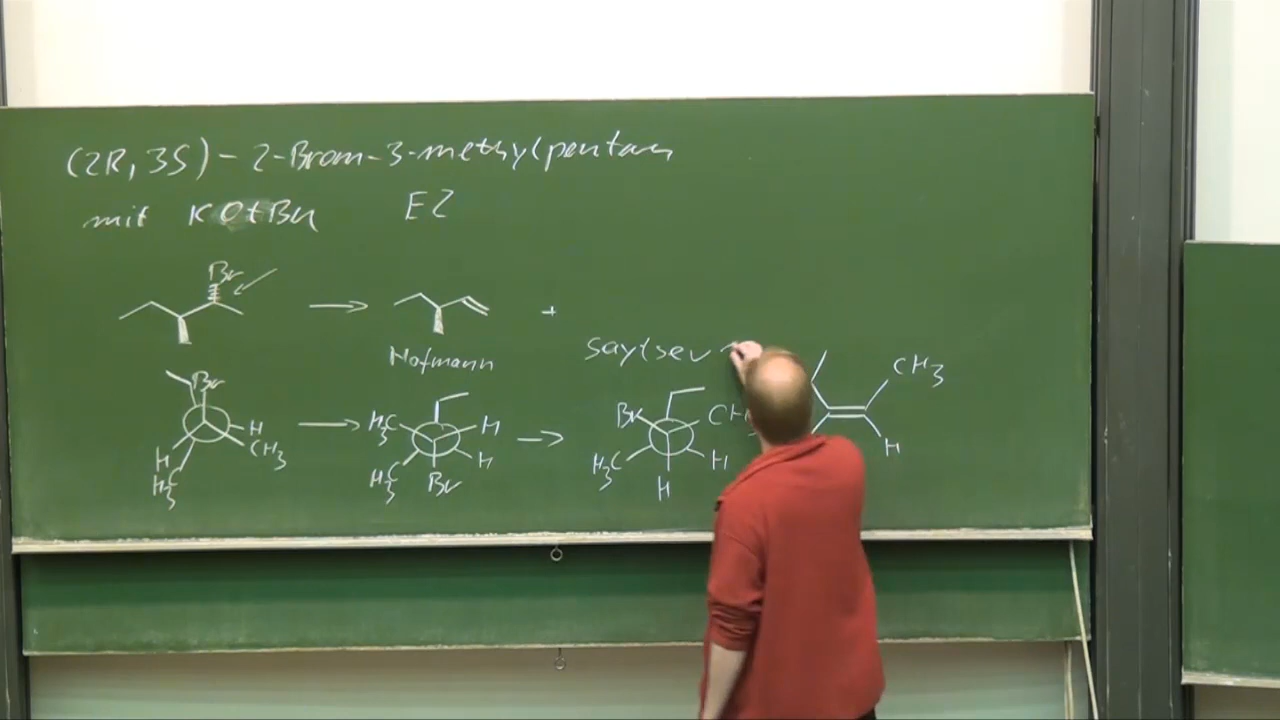 (2R, 3S) - 2-Brom-3-methylpentan
mit KOtBu E2
Br
+
Hofmann
Saytsev
Br
H
CH3
H
H3C
H3C
H
H3C
H
Br
Br
CH
H3C
H
H
CH3
H